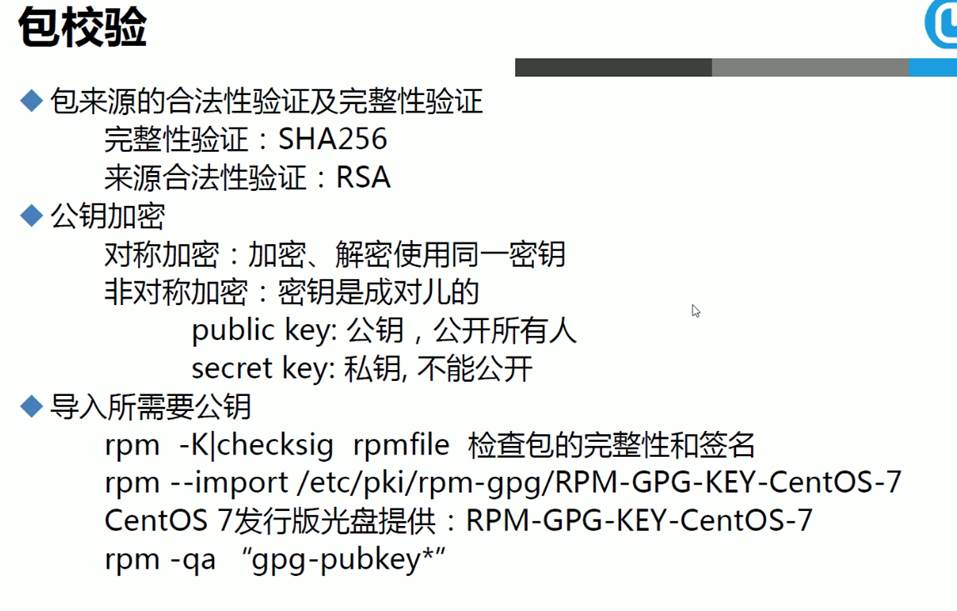 包校验
包来源的合法性验证及完整性验证
完整性验证：SHA256
来源合法性验证：RSA
公钥加密
对称加密：加密、解密使用同一密钥
非对称加密：密钥是成对儿的
public key: 公钥，公开所有人
secret key: 私钥, 不能公开
导入所需要公钥
rpm -K|checksig rpmfile 检查包的完整性和签名
rpm --import /etc/pki/rpm-gpg/RPM-GPG-KEY-CentOS-7
CentOS 7发行版光盘提供：RPM-GPG-KEY-CentOS-7
rpm -qa “gpg-pubkey*”